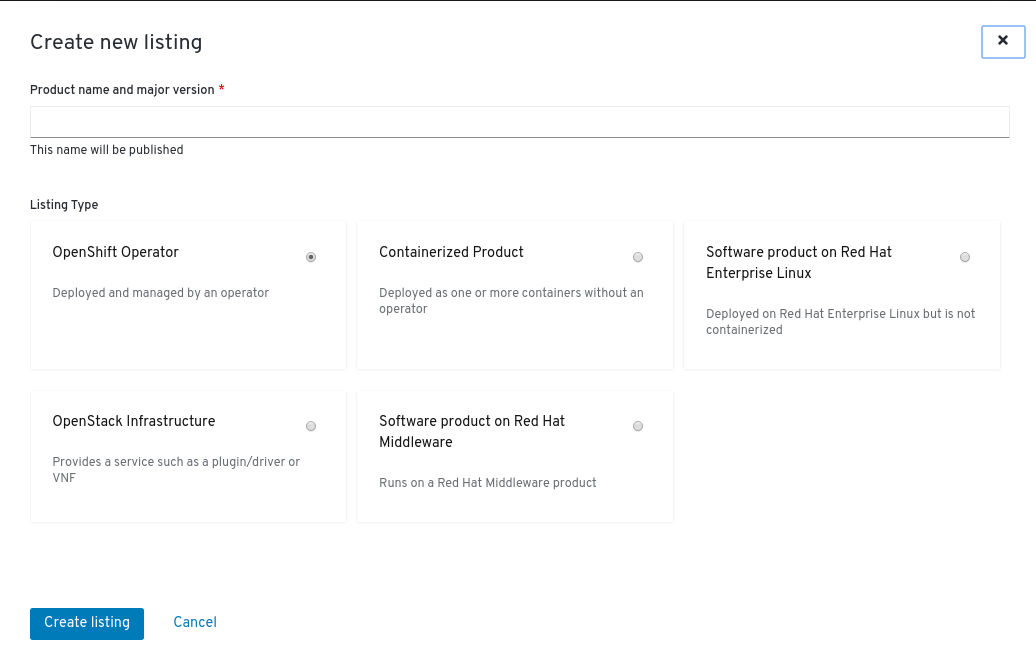 Create new listing
Product name and major version *
This name will be published
Listing Type
OpenShift Operator
Deployed and managed by an operator
Containerized Product
Deployed as one or more containers without an
operator
Software product on Red Hat
Enterprise Linux
Deployed on Red Hat Enterprise Linux but is not
containerized
OpenStack Infrastructure
Provides a service such as a plugin/driver or
VNF
Software product on Red Hat
Middleware
Runs on a Red Hat Middleware product
Create listing
Cancel